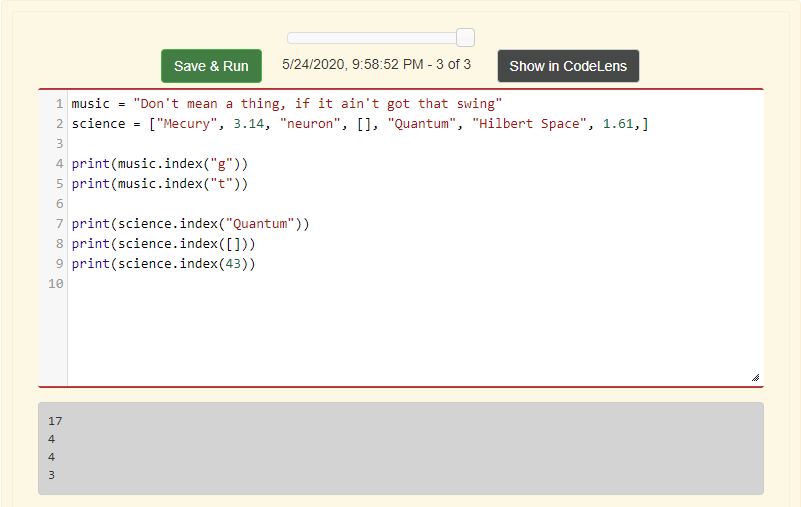 Save & Run 5/24/2020, 9:58:52 PM - 3 of 3 Show in CodeLens
1 music = "Don't mean a thing, if it ain't got that swing"
2 science = ["Mecury", 3.14, "neuron", [], "Quantum", "Hilbert Space", 1.61,]
3
4 print(music.index("g"))
5 print(music.index("t"))
6
7 print(science.index("Quantum"))
8 print(science.index([]))
9 print(science.index(43))
10
17
4
4
3